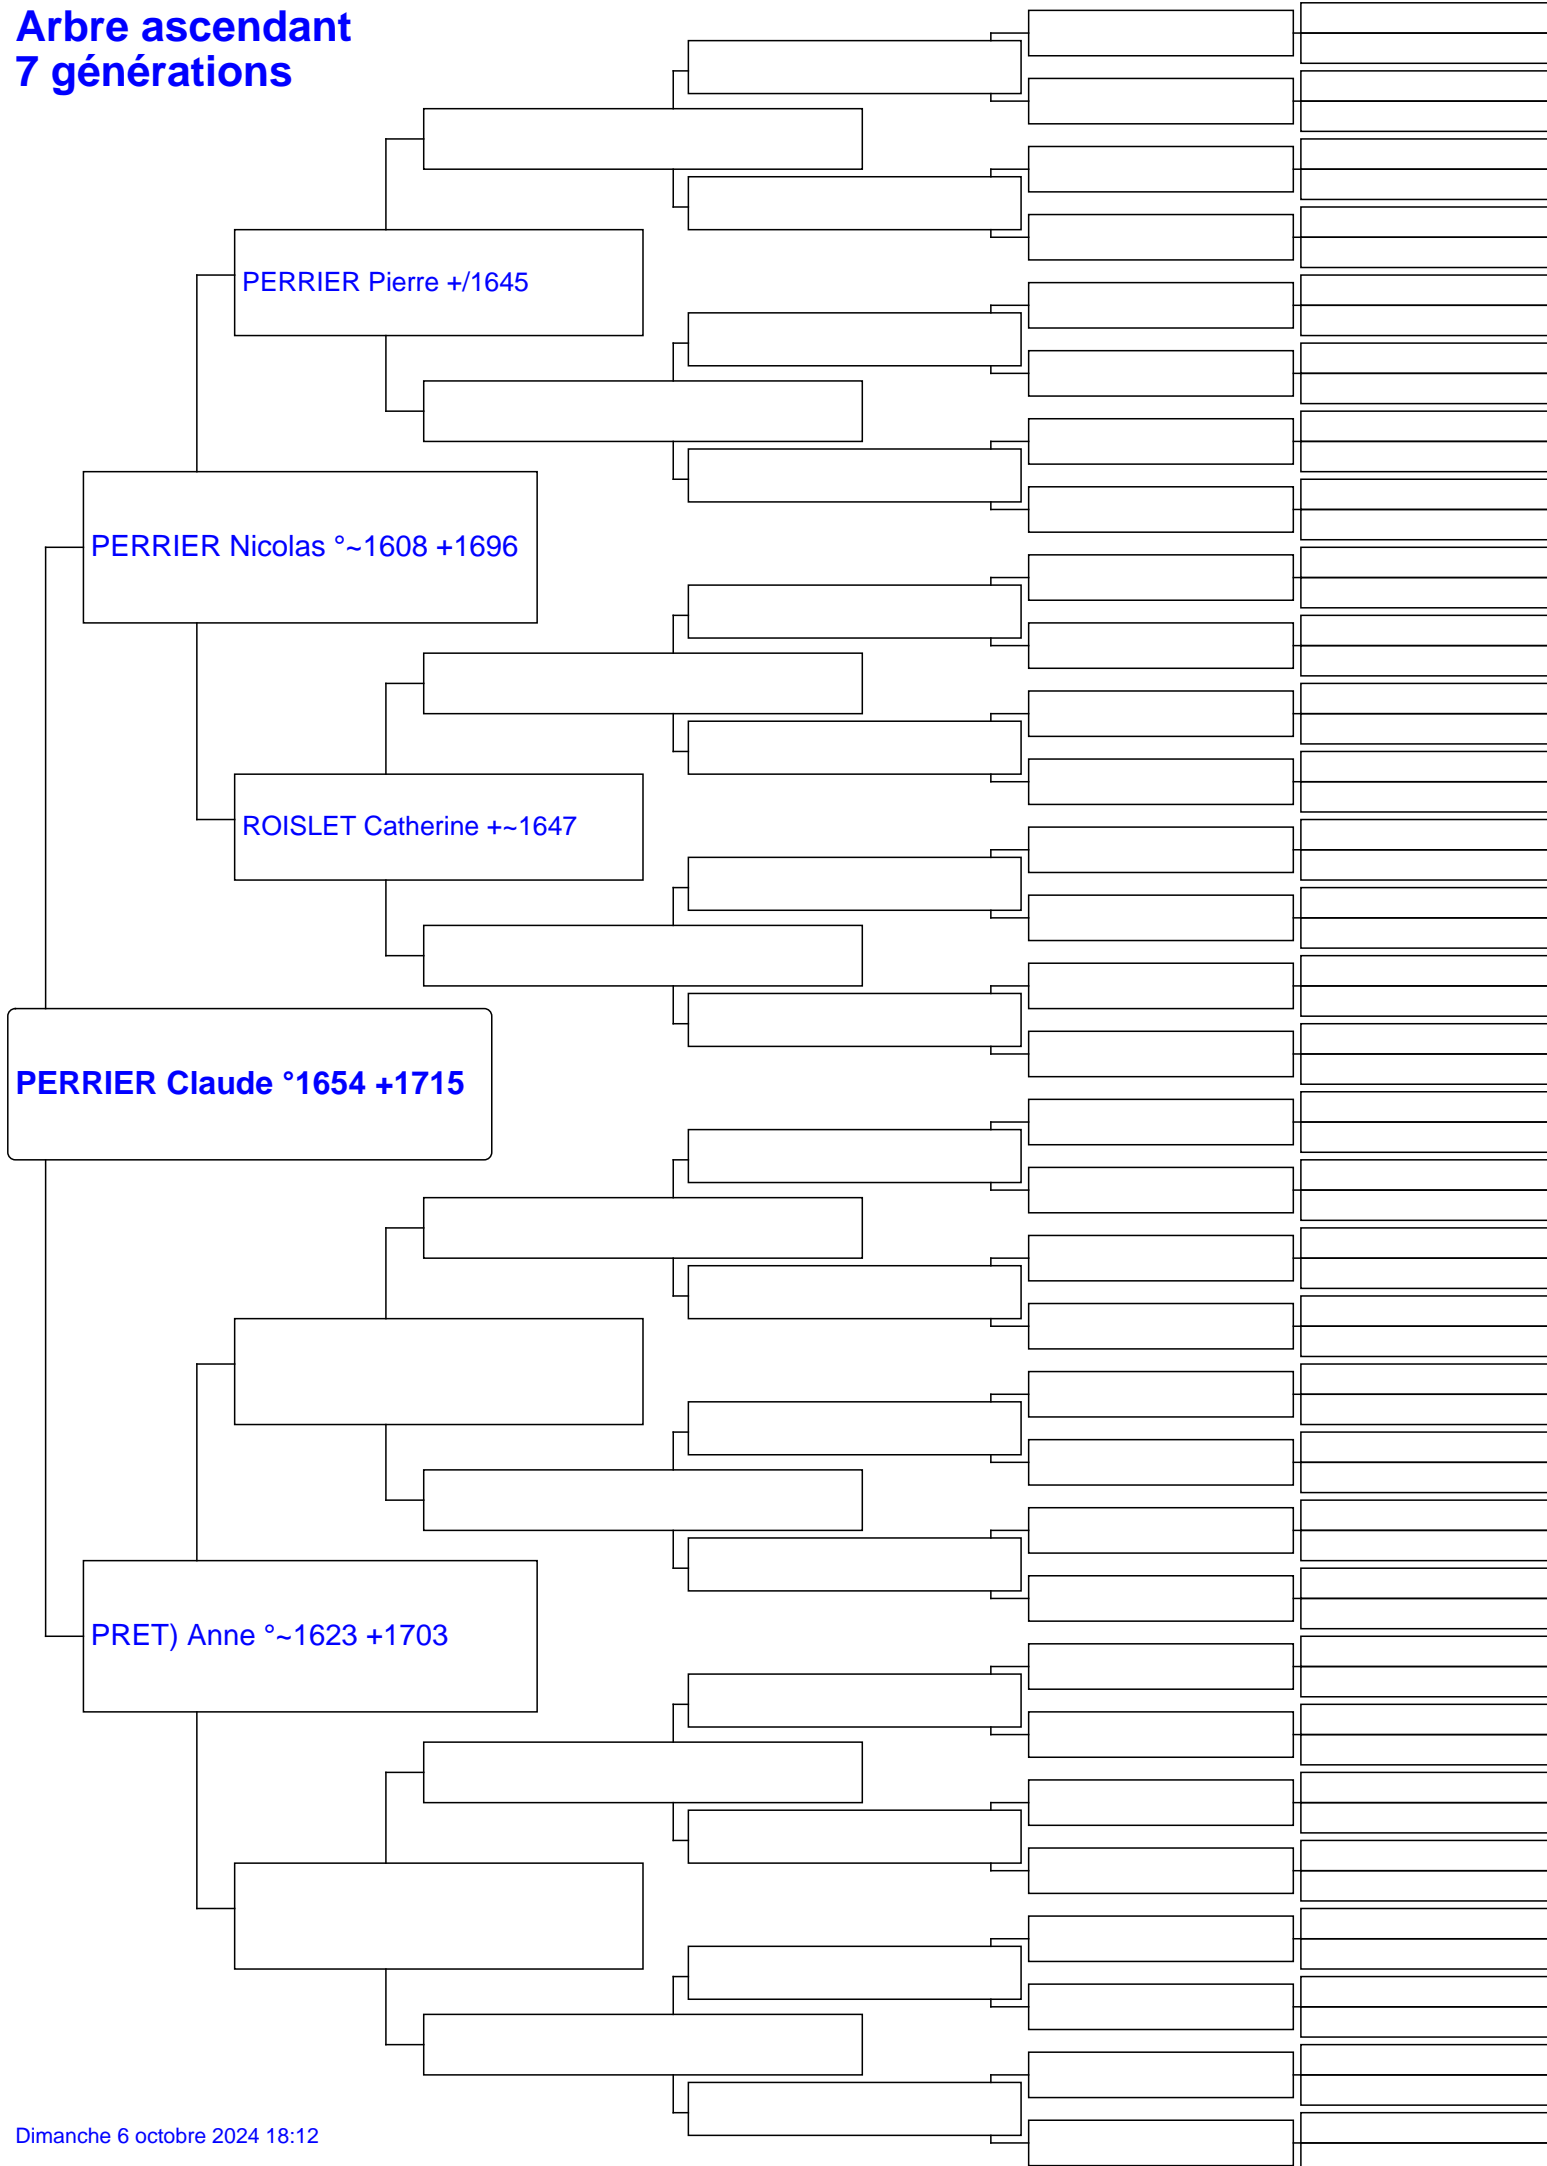 Arbre ascendant
7 générations
PERRIER Pierre +/1645
PERRIER Nicolas °~1608 +1696
ROISLET Catherine +~1647
PERRIER Claude °1654 +1715
PRET) Anne °~1623 +1703
Dimanche 6 octobre 2024 18:12